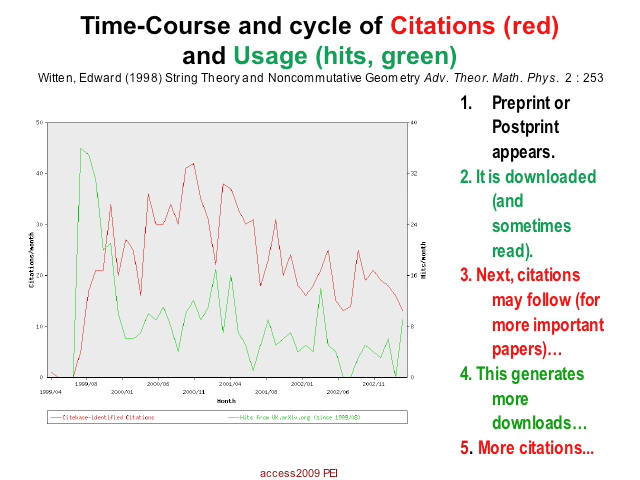 Time-Course and cycle of Citations (red)
and Usage (hits, green)
Witten, Edward (1998) String Theory and Noncommutative Geometry Adv. Theor. Math. Phys. 2 : 253
1. Preprint or
Postprint
appears.
2. It is downloaded
(and
sometimes
read).
3. Next, citations
may follow (for
more important
papers)…
4. This generates
more
downloads…
5. More citations...
50
40
30
20
10
0
Citations/month
40
32
24
16
8
0
Hits/month
1999/04
1999/08
2000/01
2000/06
2000/11
2001/04
2001/08
2002/01
2002/06
2002/11
Month
Citebase-identified Citations
Hits from UK.arXiv.org (since 1999/08)
access2009 PEI